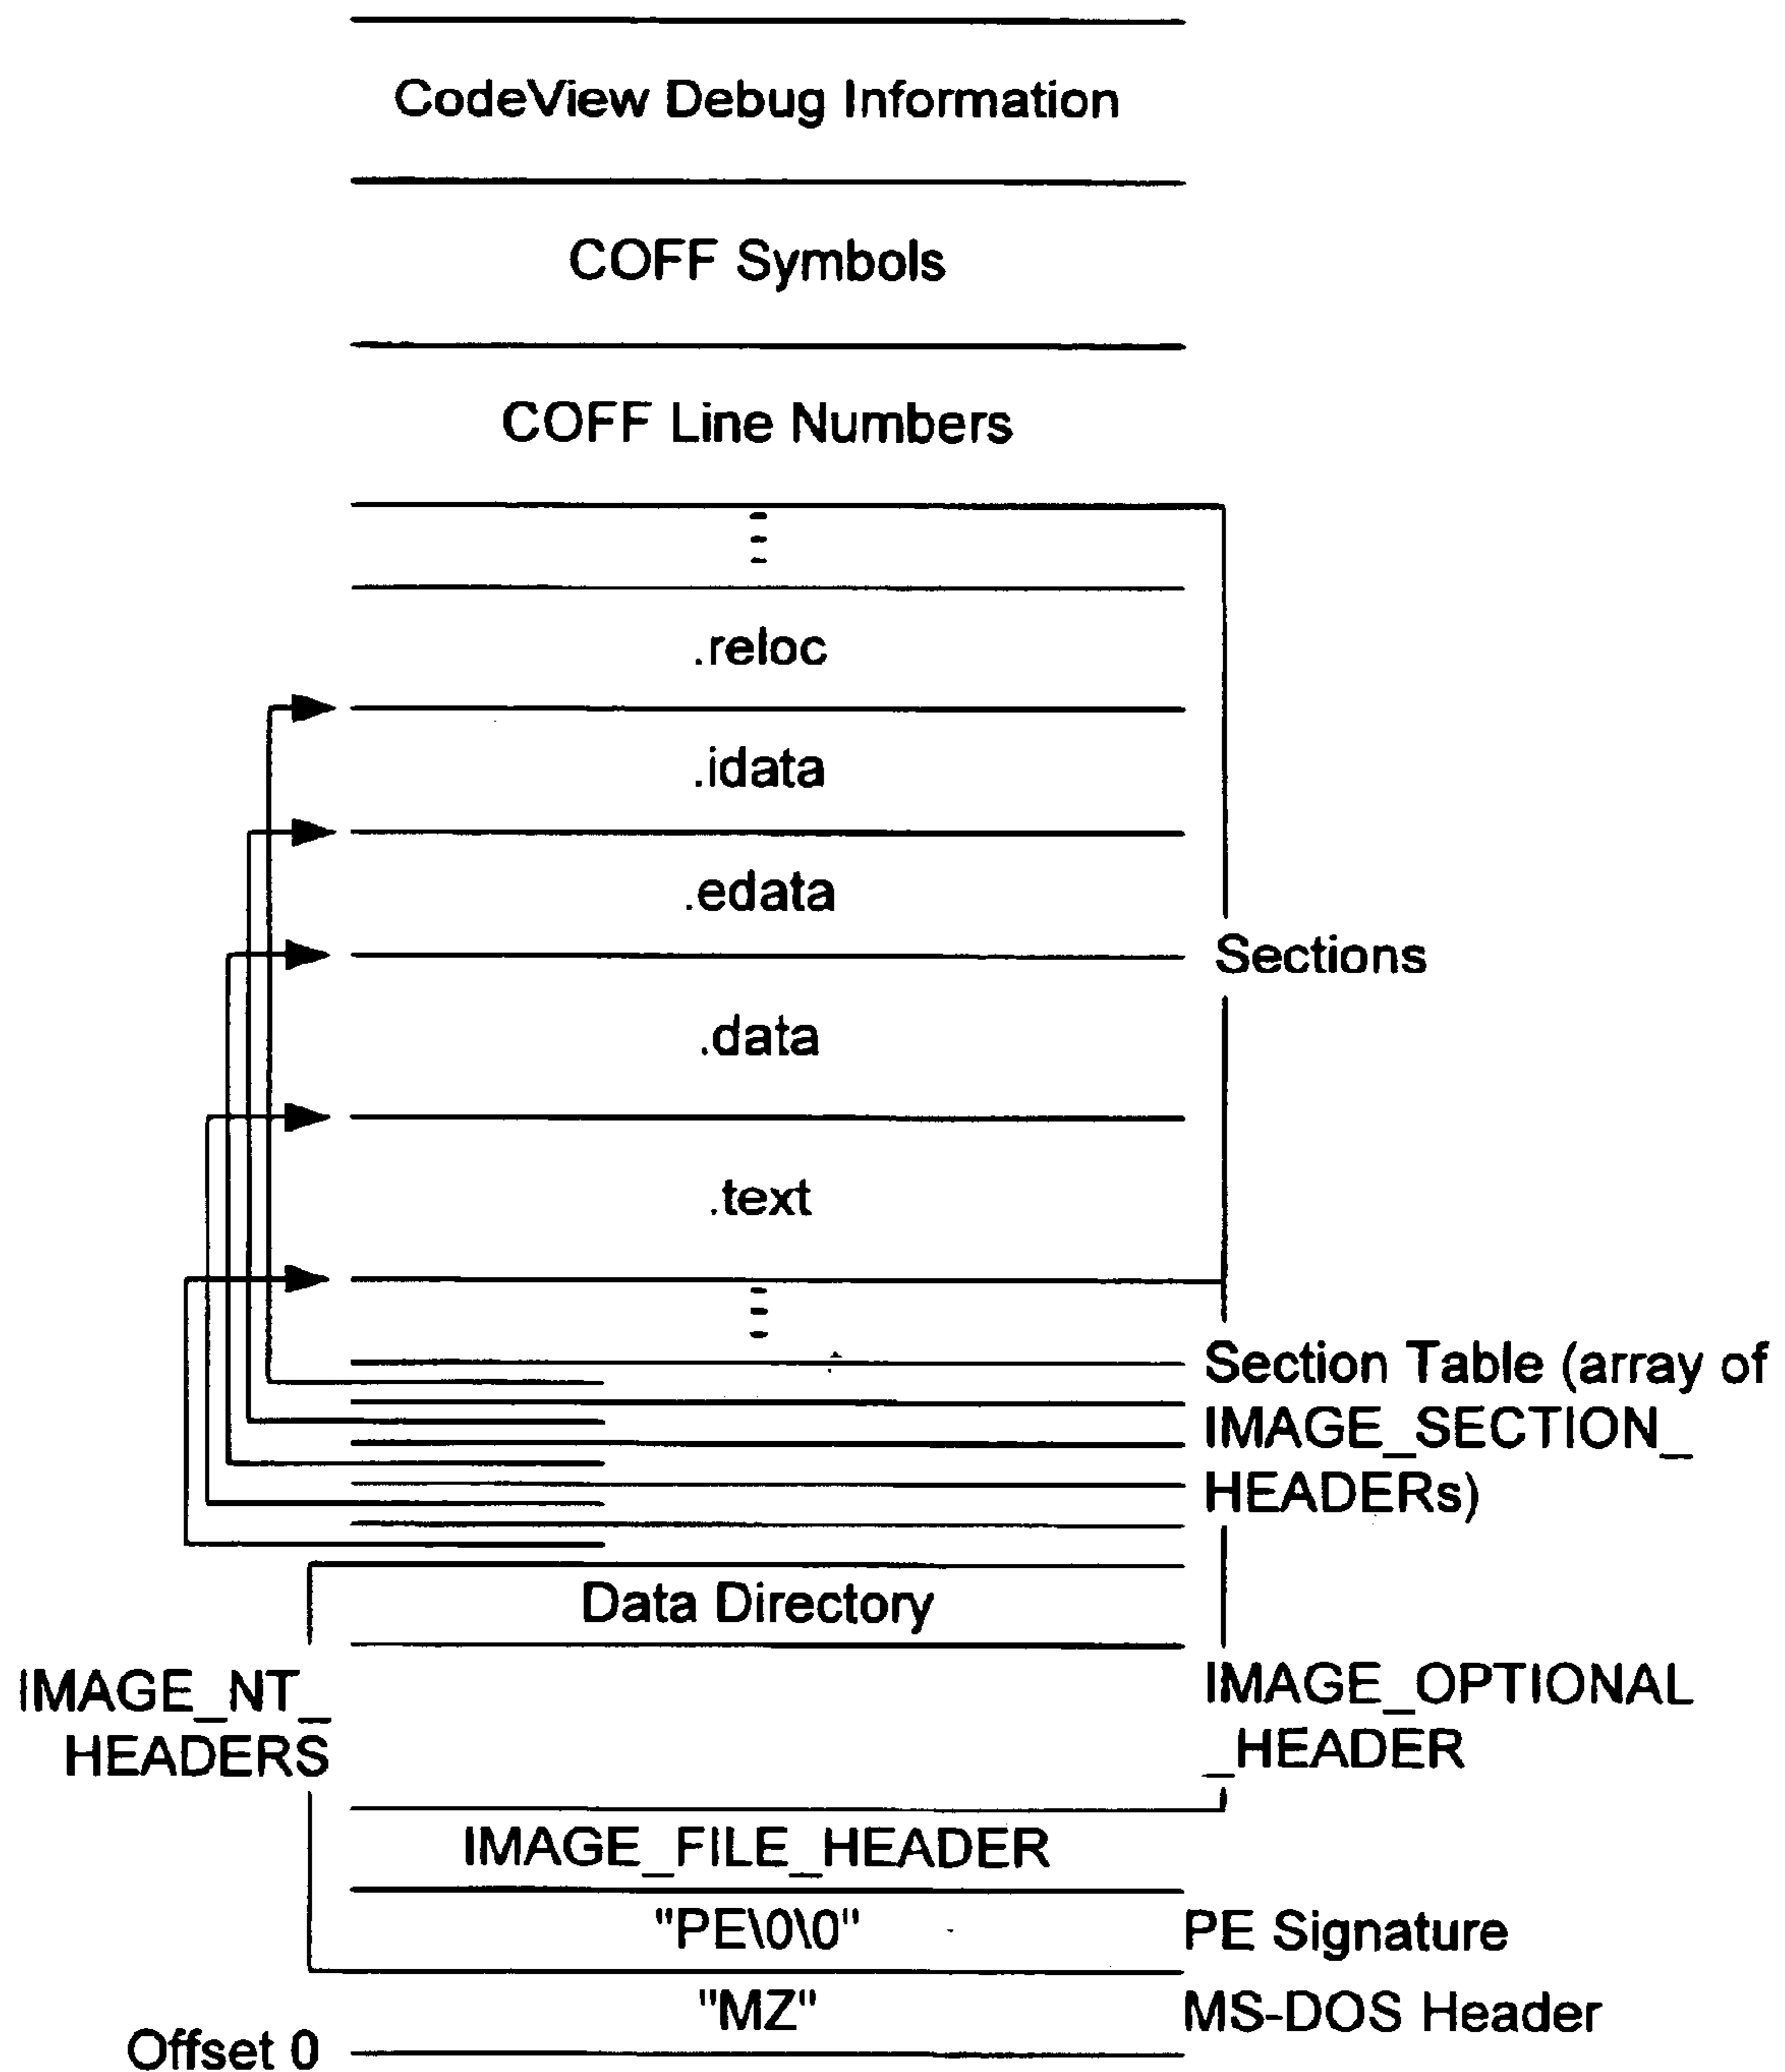 CodeView Debug Information
COFF Symbols
COFF Line Numbers
.reloc
.idata
.edata
Sections
.data
.text
Section Table (array of
IMAGE_SECTION_
HEADERs)
Data Directory
IMAGE_NT_
HEADERS
IMAGE_OPTIONAL
_HEADER
IMAGE_FILE_HEADER
"PE\0\0"
PE Signature
"MZ"
MS-DOS Header
Offset 0